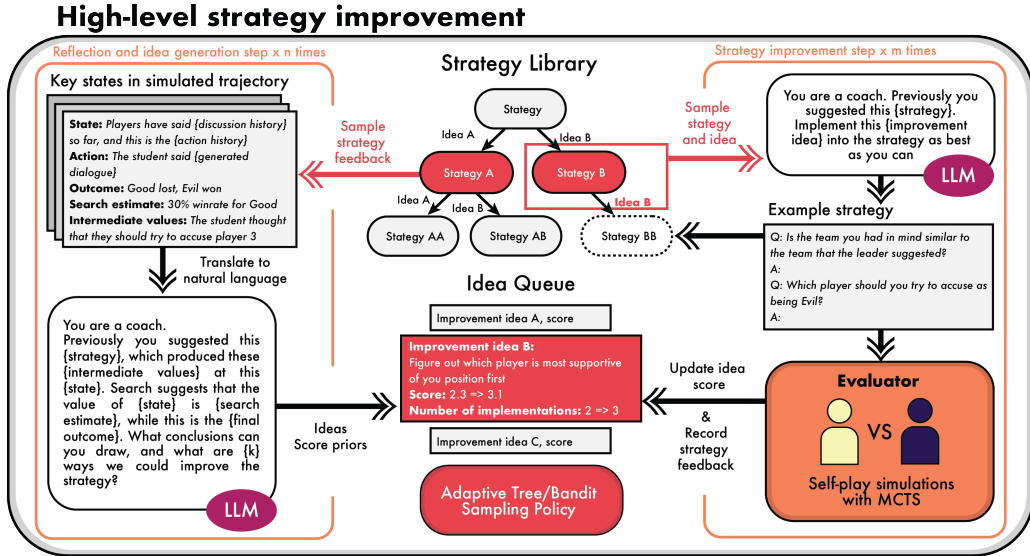 High-level strategy improvement
Reflection and idea generation step x n times
Key states in simulated trajectory
State: Players have said {discussion history}
so far, and this is the {action history}
Action: The student said {generated
dialogue}
Outcome: Good lost, Evil won
Search estimate: 30% winrate for Good
Intermediate values: The student thought
that they should try to accuse player 3
Translate to
natural language
You are a coach.
Previously you suggested this
{strategy}, which produced these
{intermediate values} at this
{state}. Search suggests that the
value of {state} is {search
estimate}, while this is the {final
outcome}. What conclusions can
you draw, and what are {k}
ways we could improve the
strategy?
LLM
Sample
strategy
feedback
Ideas
Score priors
Strategy Library
Stategy
Idea A
Idea B
Stategy A
Stategy B
Idea B
Idea A
Idea B
Stategy AA
Stategy AB
Stategy BB
Idea Queue
Improvement idea A, score
Improvement idea B:
Figure out which player is most supportive
of you position first
Score: 2.3 => 3.1
Number of implementations: 2 => 3
Improvement idea C, score
Adaptive Tree/Bandit
Sampling Policy
Strategy improvement step x m times
Sample
stategy
and idea
You are a coach. Previously you
suggested this {strategy}.
Implement this {improvement
idea} into the strategy as best
as you can
LLM
Example strategy
Q: Is the team you had in mind similar to
the team that the leader suggested?
A:
Q: Which player should you try to accuse as
being Evil?
A:
Update idea
score
&
Record
strategy
feedback
Evaluator
VS
Self-play simulations
with MCTS